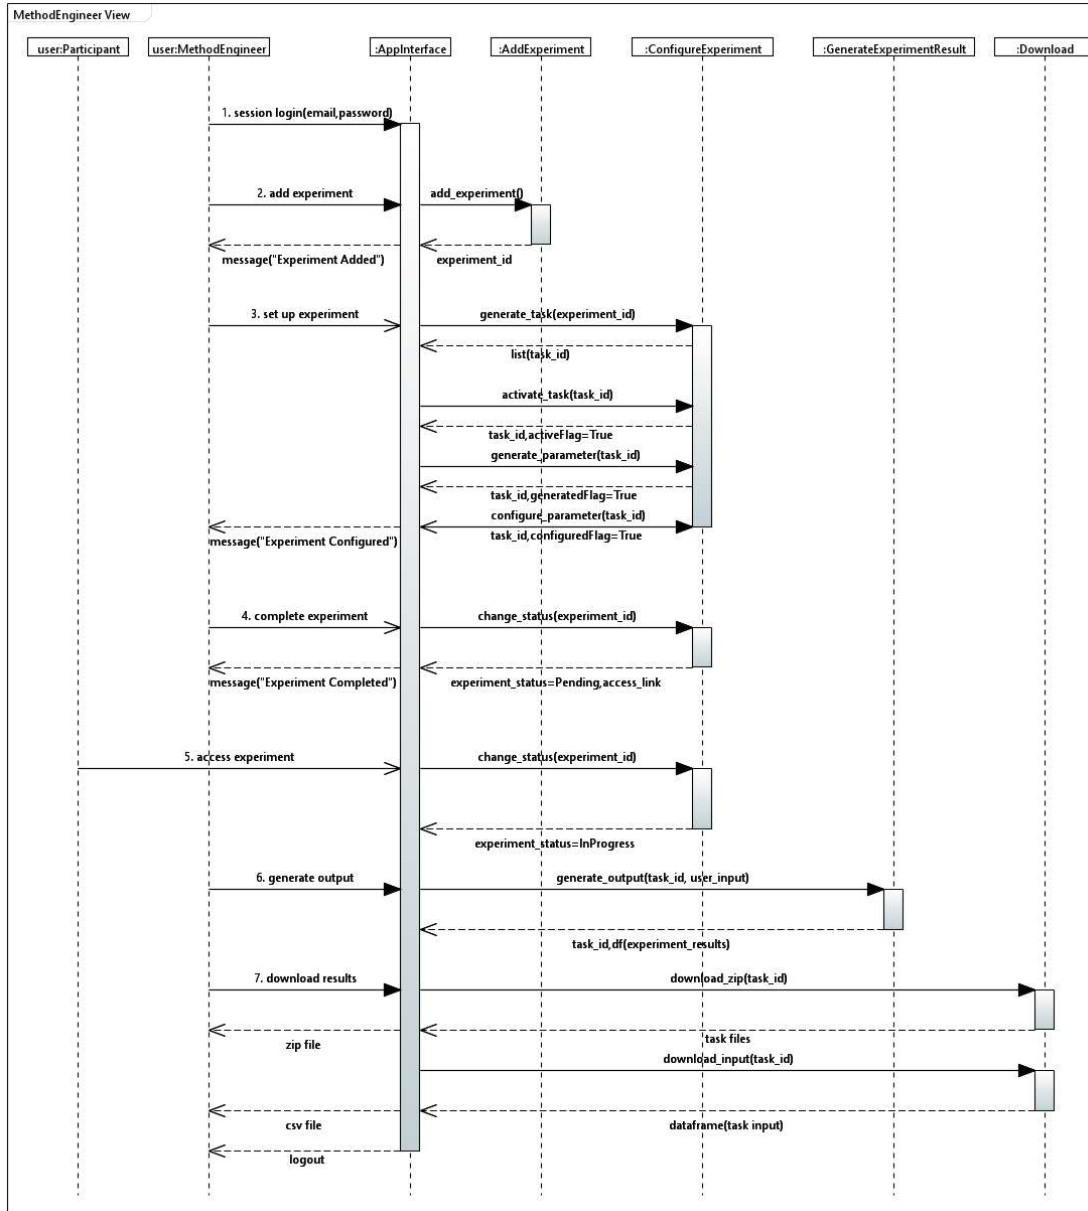 MethodEngineer View
user:Participant
user:MethodEngineer
:AppInterface
:AddExperiment
:ConfigureExperiment
:GenerateExperimentResult
:Download
1. session login(email,password)
2. add experiment
add_experiment()
message("Experiment Added")
experiment_id
3. set up experiment
generate_task(experiment_id)
list(task_id)
activate_task(task_id)
task_id,activeFlag=True
generate_parameter(task_id)
task_id,generatedFlag=True
configure_parameter(task_id)
message("Experiment Configured")
task_id,configuredFlag=True
4. complete experiment
change_status(experiment_id)
message("Experiment Completed")
experiment_status=Pending,access_link
5. access experiment
change_status(experiment_id)
experiment_status=InProgress
6. generate output
generate_output(task_id, user_input)
task_id,df(experiment_results)
7. download results
download_zip(task_id)
zip file
task files
download_input(task_id)
csv file
dataframe(task input)
logout